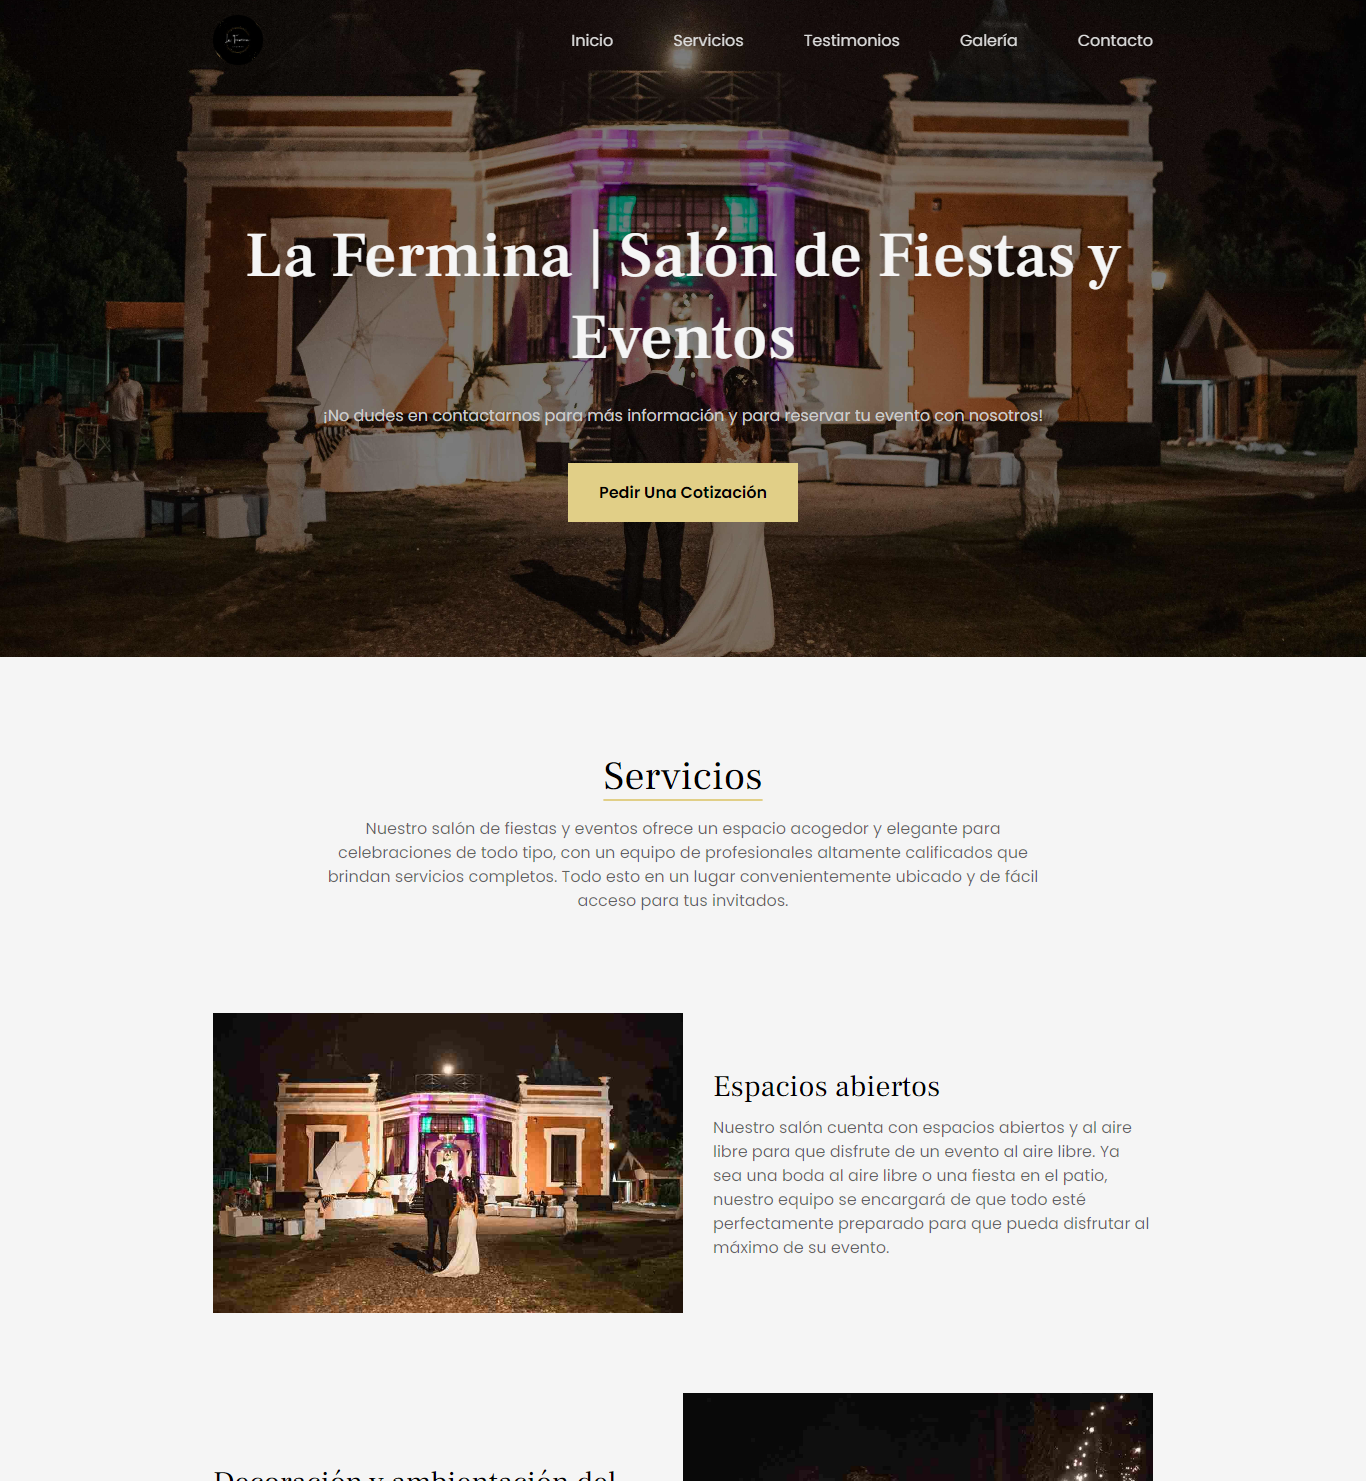 Inicio Servicios Testimonios Galería Contacto
La Fermina | Salón de Fiestas y
Eventos
¡No dudes en contactarnos para más información y para reservar tu evento con nosotros!
Pedir Una Cotización
Servicios
Nuestro salón de fiestas y eventos ofrece un espacio acogedor y elegante para
celebraciones de todo tipo, con un equipo de profesionales altamente calificados que
brindan servicios completos. Todo esto en un lugar convenientemente ubicado y de fácil
acceso para tus invitados.
Espacios abiertos
Nuestro salón cuenta con espacios abiertos y al aire
libre para que disfrute de un evento al aire libre. Ya
sea una boda al aire libre o una fiesta en el patio,
nuestro equipo se encargará de que todo esté
perfectamente preparado para que pueda disfrutar al
máximo de su evento.
Decoración y ambientación del